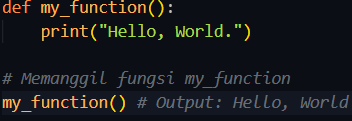 def my_function():
    print("Hello, World.")
# Memanggil fungsi my_function
my_function() # Output: Hello, World